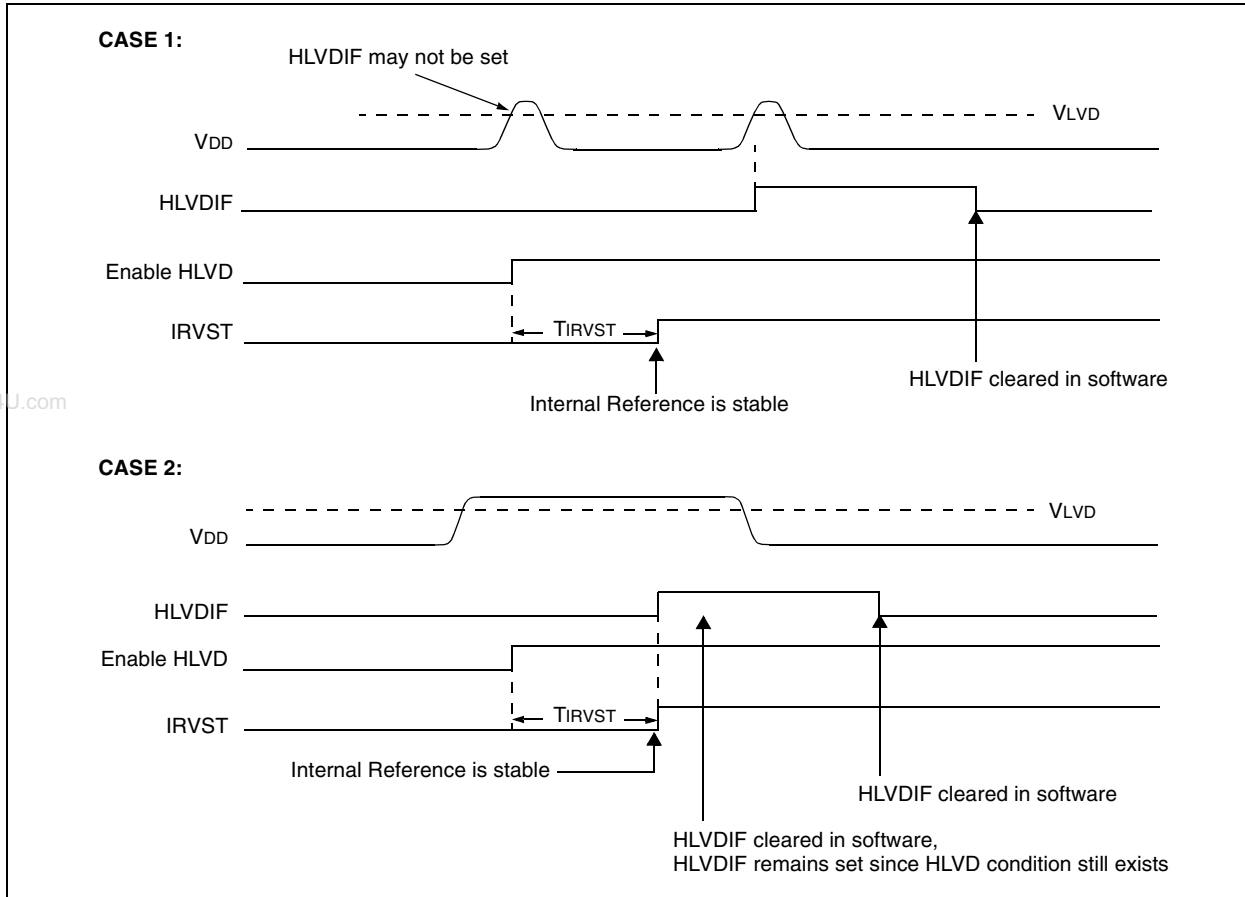 CASE 1:
HLVDIF may not be set
VLVD
VDD
HLVDIF
Enable HLVD
TIRVST
IRVST
HLVDIF cleared in software
Internal Reference is stable
4U.com
CASE 2:
VLVD
VDD
HLVDIF
Enable HLVD
TIRVST
IRVST
Internal Reference is stable
HLVDIF cleared in software
HLVDIF cleared in software,
HLVDIF remains set since HLVD condition still exists